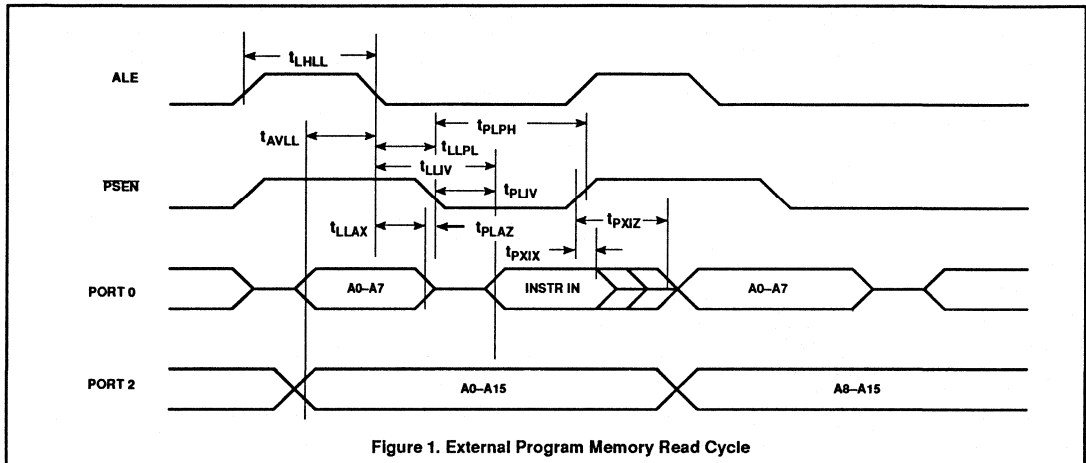 ALE
tLHLL
tAVLL
tPLPH
tLLPL
tLLIV
PSEN
tPLIV
tLLAX
tPLAZ
tPXIZ
tPXIX
PORT 0
A0–A7
INSTR IN
A0–A7
PORT 2
A0–A15
A8–A15
Figure 1. External Program Memory Read Cycle